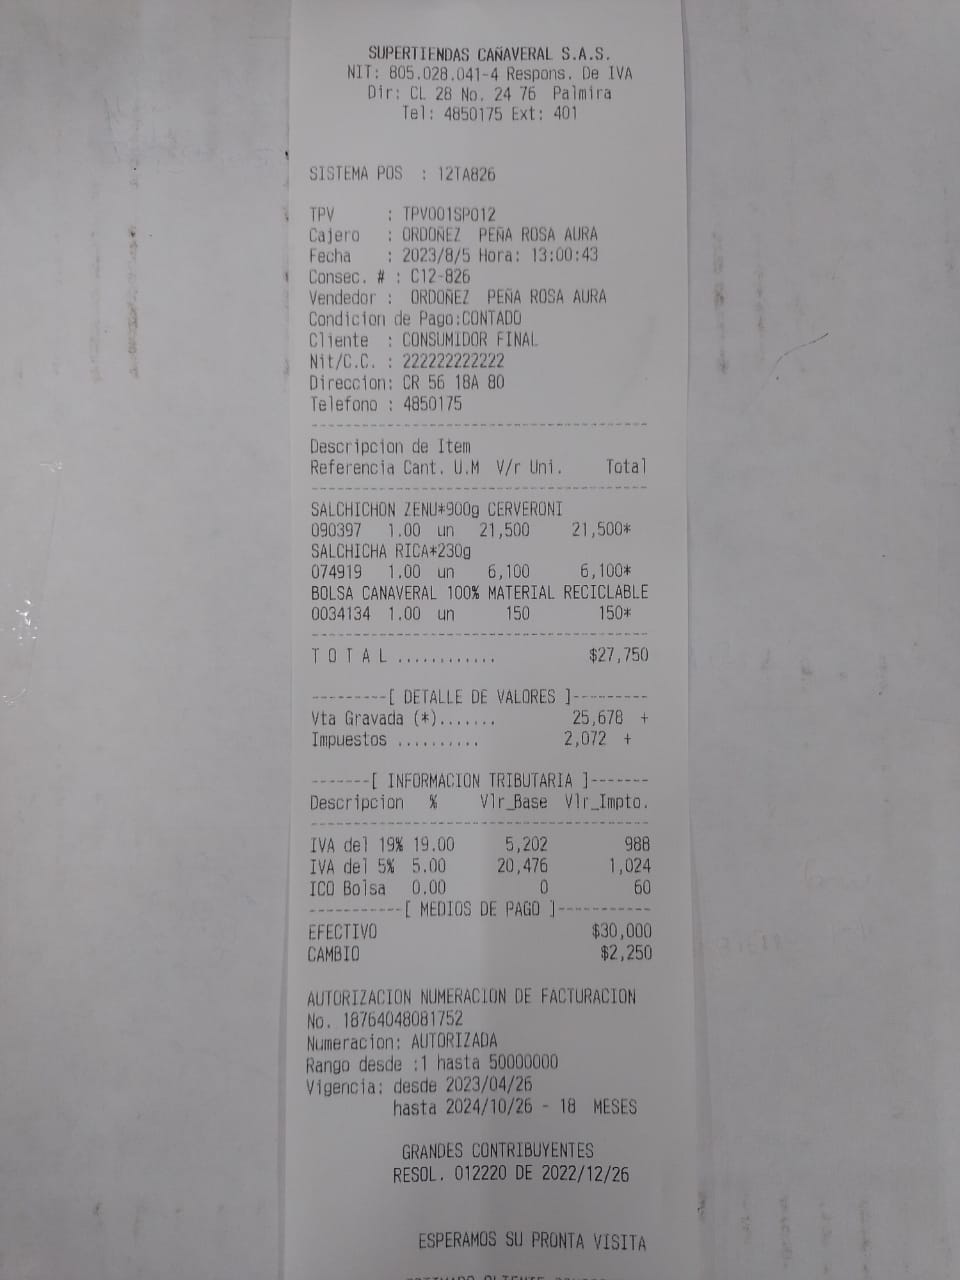 SUPERTIENDAS CAÑAVERAL S.A.S.
NIT: 805.028.041-4 Respons. De IVA
Dir: CL 28 No. 24 76 Palmira
Tel: 4850175 Ext: 401
SISTEMA POS : 12TA826
TPV : TPV001SP012
Cajero : ORDOÑEZ PEÑA ROSA AURA
Fecha : 2023/8/5 Hora: 13:00:43
Consec. # : C12-826
Vendedor : ORDOÑEZ PEÑA ROSA AURA
Condicion de Pago:CONTADO
Cliente : CONSUMIDOR FINAL
Nit/C.C. : 222222222222
Direccion: CR 56 18A 80
Telefono : 4850175
Descripcion de Item
Referencia Cant. U.M V/r Uni. Total
SALCHICHON ZENU*900g CERVERONI
090397 1.00 un 21,500 21,500*
SALCHICHA RICA*230g
074919 1.00 un 6,100 6,100*
BOLSA CANAVERAL 100% MATERIAL RECICLABLE
0034134 1.00 un 150 150*
T O T A L ............ $27,750
---------[ DETALLE DE VALORES ]---------
Vta Gravada (*)....... 25,678 +
Impuestos .......... 2,072 +
-------[ INFORMACION TRIBUTARIA ]-------
Descripcion % Vlr_Base Vlr_Impto.
IVA del 19% 19.00 5,202 988
IVA del 5% 5.00 20,476 1,024
ICO Bolsa 0.00 0 60
-----------[ MEDIOS DE PAGO ]-----------
EFECTIVO $30,000
CAMBIO $2,250
AUTORIZACION NUMERACION DE FACTURACION
No. 18764048081752
Numeracion: AUTORIZADA
Rango desde :1 hasta 50000000
Vigencia: desde 2023/04/26
hasta 2024/10/26 - 18 MESES
GRANDES CONTRIBUYENTES
RESOL. 012220 DE 2022/12/26
ESPERAMOS SU PRONTA VISITA